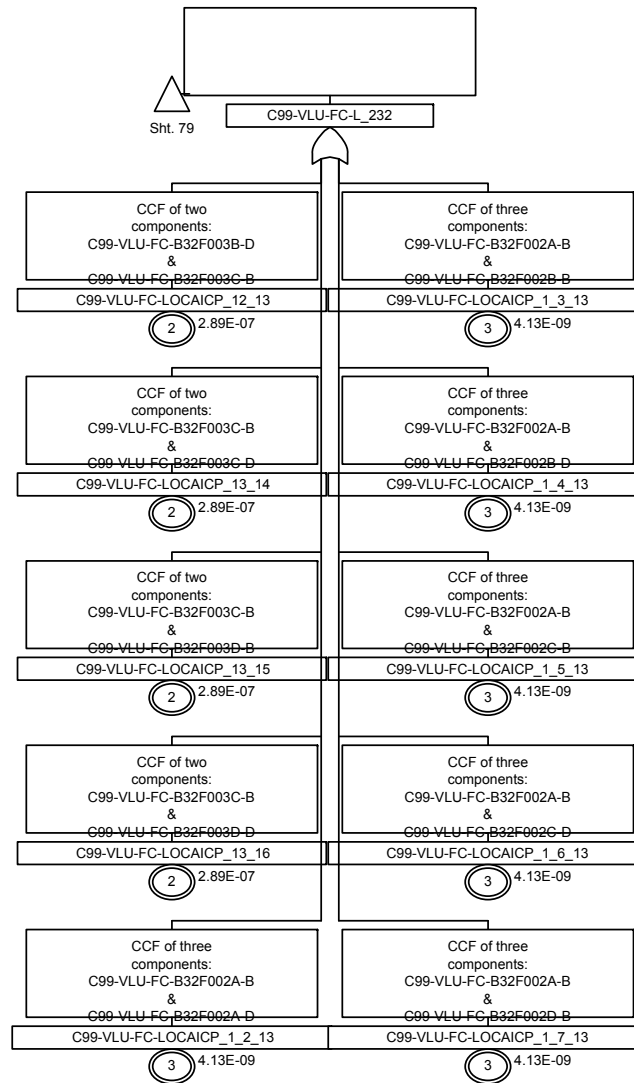 C99-VLU-FC-L_232
Sht. 79
CCF of two
components:
C99-VLU-FC-B32F003B-D
&
C99-VLU-FC-B32F003C-B
C99-VLU-FC-LOCAICP_12_13
2
2.89E-07
CCF of three
components:
C99-VLU-FC-B32F002A-B
&
C99-VLU-FC-B32F002B-B
C99-VLU-FC-LOCAICP_1_3_13
3
4.13E-09
CCF of two
components:
C99-VLU-FC-B32F003C-B
&
C99-VLU-FC-B32F003C-D
C99-VLU-FC-LOCAICP_13_14
2
2.89E-07
CCF of three
components:
C99-VLU-FC-B32F002A-B
&
C99-VLU-FC-B32F002B-D
C99-VLU-FC-LOCAICP_1_4_13
3
4.13E-09
CCF of two
components:
C99-VLU-FC-B32F003C-B
&
C99-VLU-FC-B32F003D-B
C99-VLU-FC-LOCAICP_13_15
2
2.89E-07
CCF of three
components:
C99-VLU-FC-B32F002A-B
&
C99-VLU-FC-B32F002C-B
C99-VLU-FC-LOCAICP_1_5_13
3
4.13E-09
CCF of two
components:
C99-VLU-FC-B32F003C-B
&
C99-VLU-FC-B32F003D-D
C99-VLU-FC-LOCAICP_13_16
2
2.89E-07
CCF of three
components:
C99-VLU-FC-B32F002A-B
&
C99-VLU-FC-B32F002C-D
C99-VLU-FC-LOCAICP_1_6_13
3
4.13E-09
CCF of three
components:
C99-VLU-FC-B32F002A-B
&
C99-VLU-FC-B32F002A-D
C99-VLU-FC-LOCAICP_1_2_13
3
4.13E-09
CCF of three
components:
C99-VLU-FC-B32F002A-B
&
C99-VLU-FC-B32F002D-B
C99-VLU-FC-LOCAICP_1_7_13
3
4.13E-09